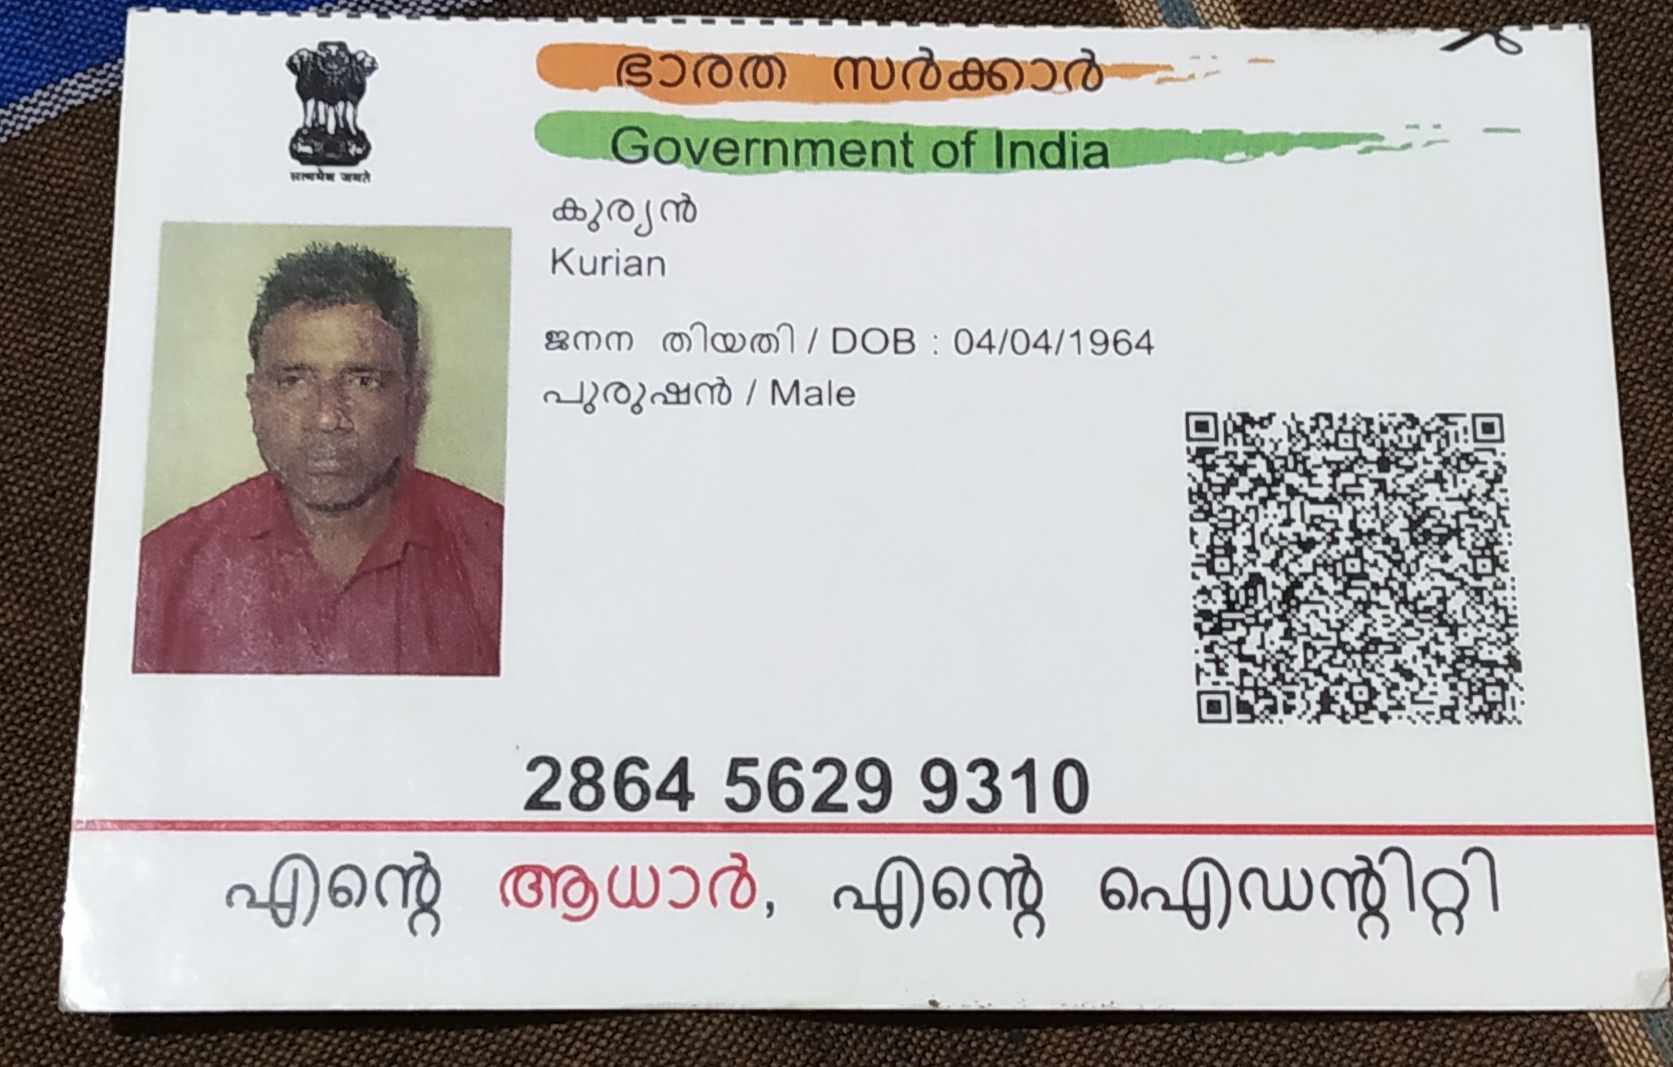 ഭാരത സർക്കാർ
Government of India
सत्यमेव जयते
കുര്യൻ
Kurian
ജനന തിയതി / DOB : 04/04/1964
പുരുഷൻ / Male
2864 5629 9310
എന്റെ ആധാർ, എന്റെ ഐഡന്റിറ്റി